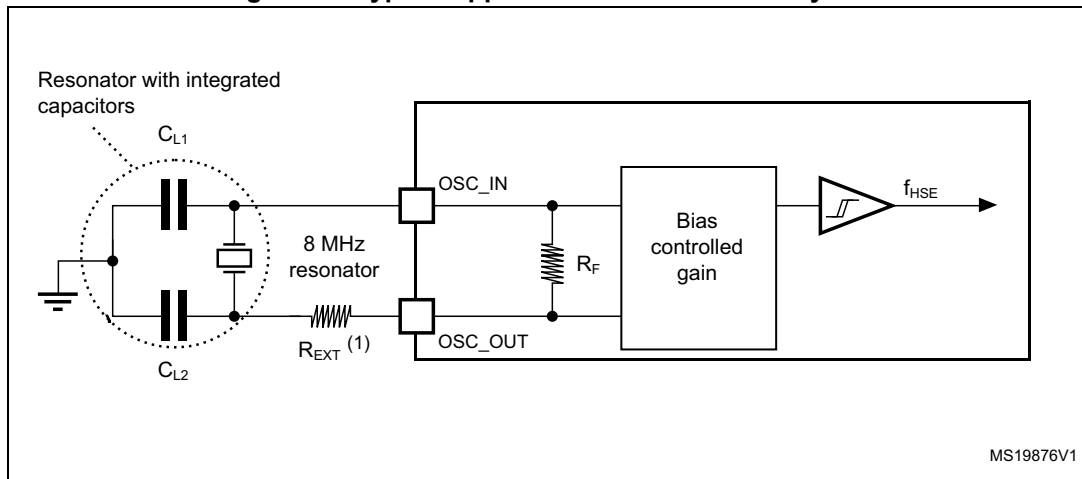 Resonator with integrated
capacitors
CL1
OSC_IN
fHSE
8 MHz
resonator
RF
Bias
controlled
gain
REXT (1)
OSC_OUT
CL2
MS19876V1